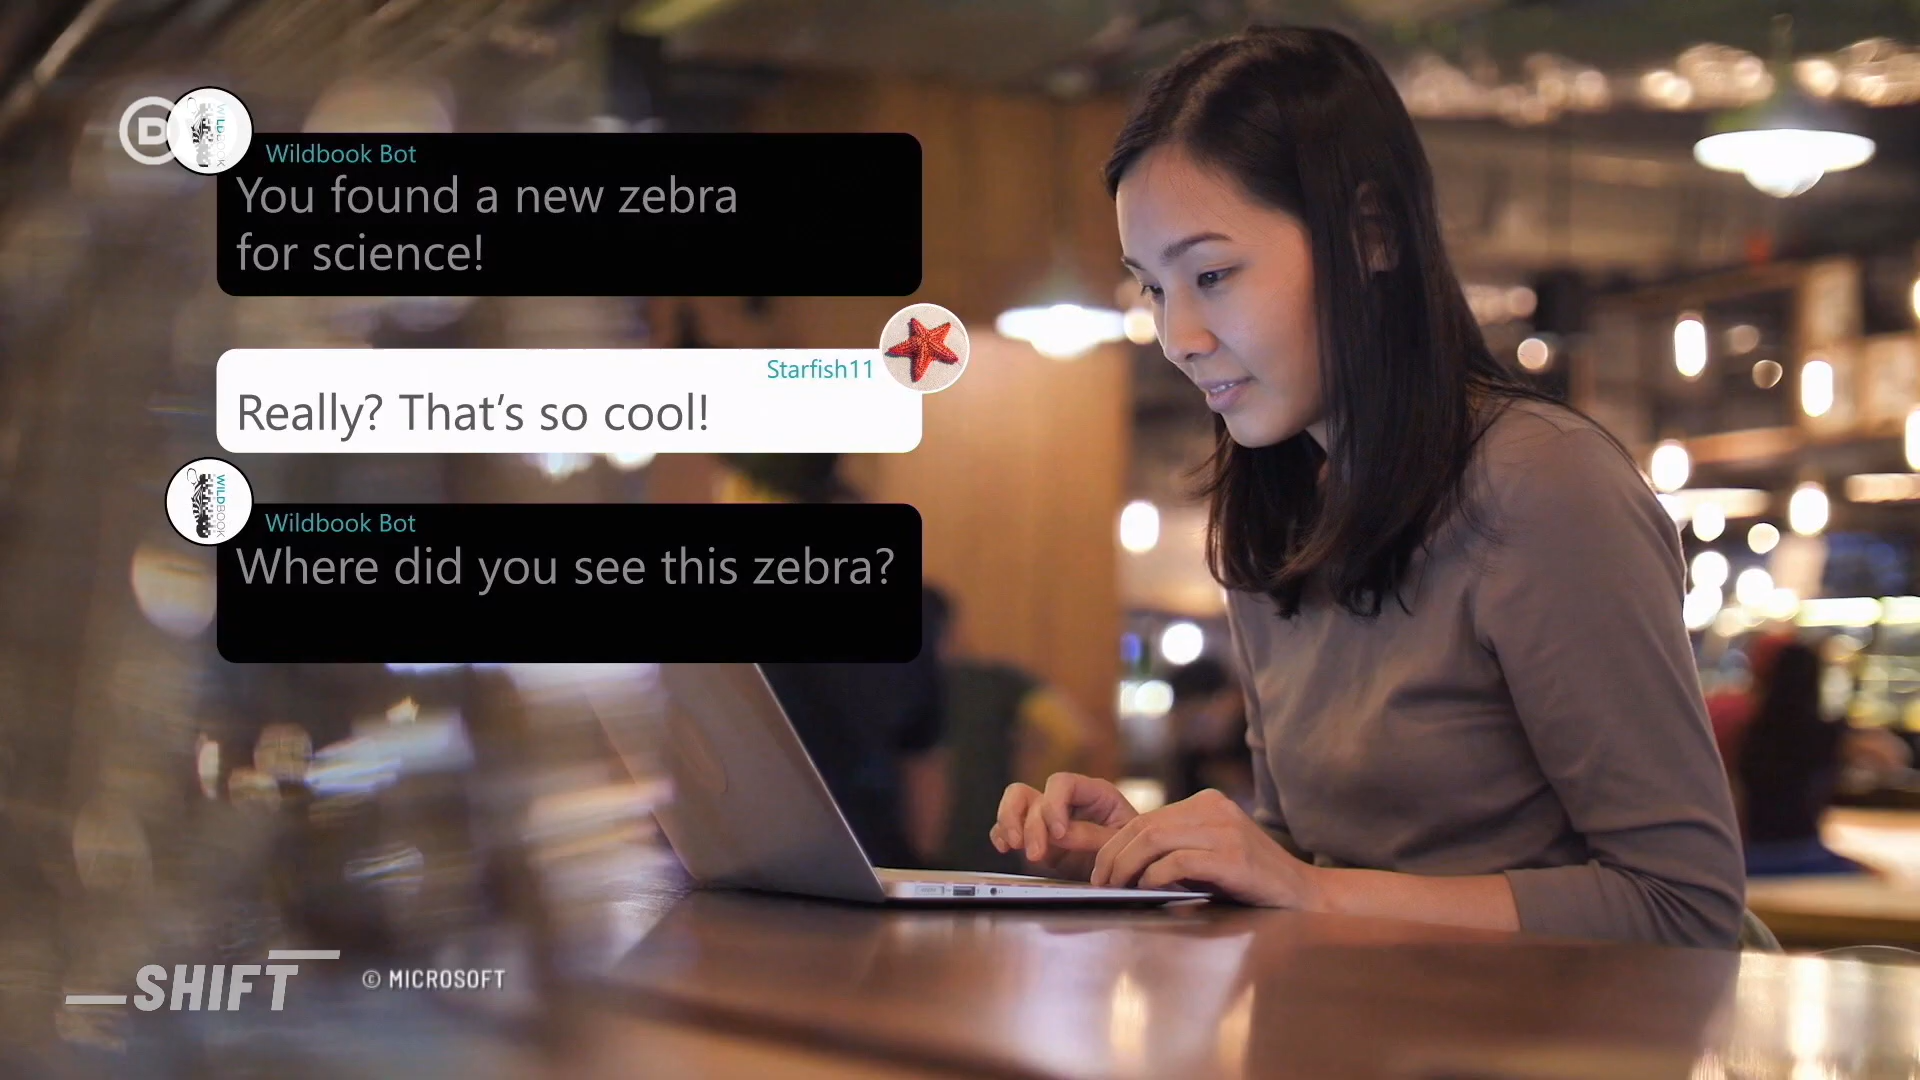 Wildbook Bot
You found a new zebra
for science!
Starfish11
Really? That’s so cool!
WILDBOOK
Wildbook Bot
Where did you see this zebra?
SHIFT
© MICROSOFT